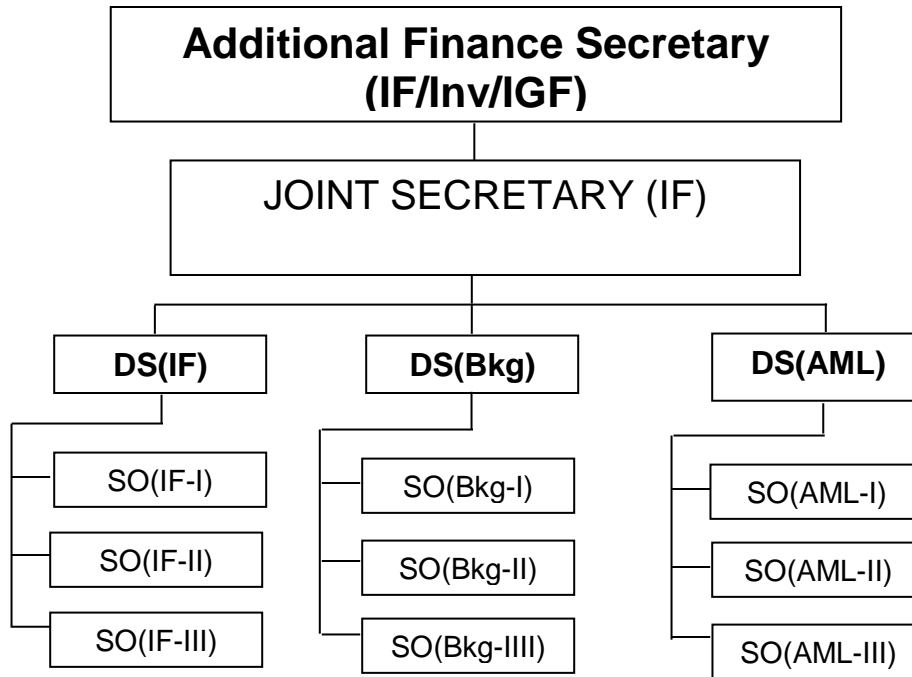 Additional Finance Secretary
(IF/Inv/IGF)
JOINT SECRETARY (IF)
DS(IF)
DS(Bkg)
DS(AML)
SO(IF-I)
SO(Bkg-I)
SO(AML-I)
SO(IF-II)
SO(Bkg-II)
SO(AML-II)
SO(IF-III)
SO(Bkg-IIII)
SO(AML-III)